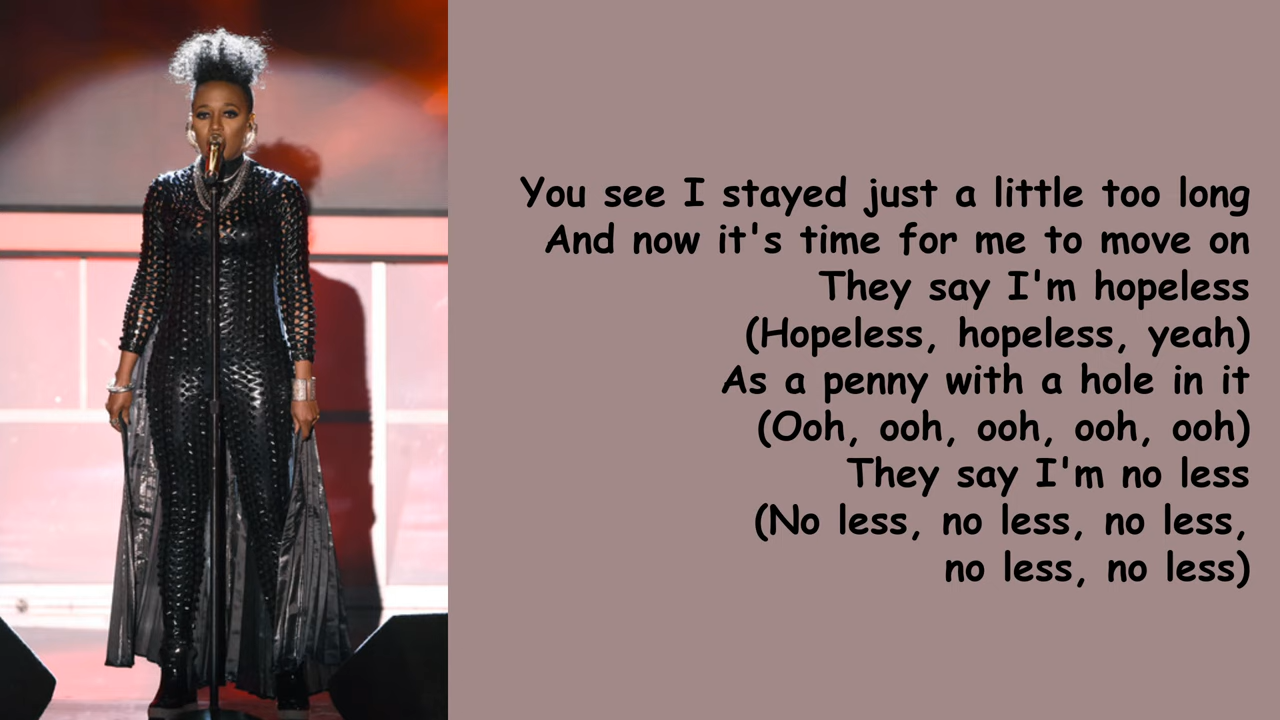 You see I stayed just a little too long
And now it's time for me to move on
They say I'm hopeless
(Hopeless, hopeless, yeah)
As a penny with a hole in it
(Ooh, ooh, ooh, ooh, ooh)
They say I'm no less
(No less, no less, no less,
no less, no less)